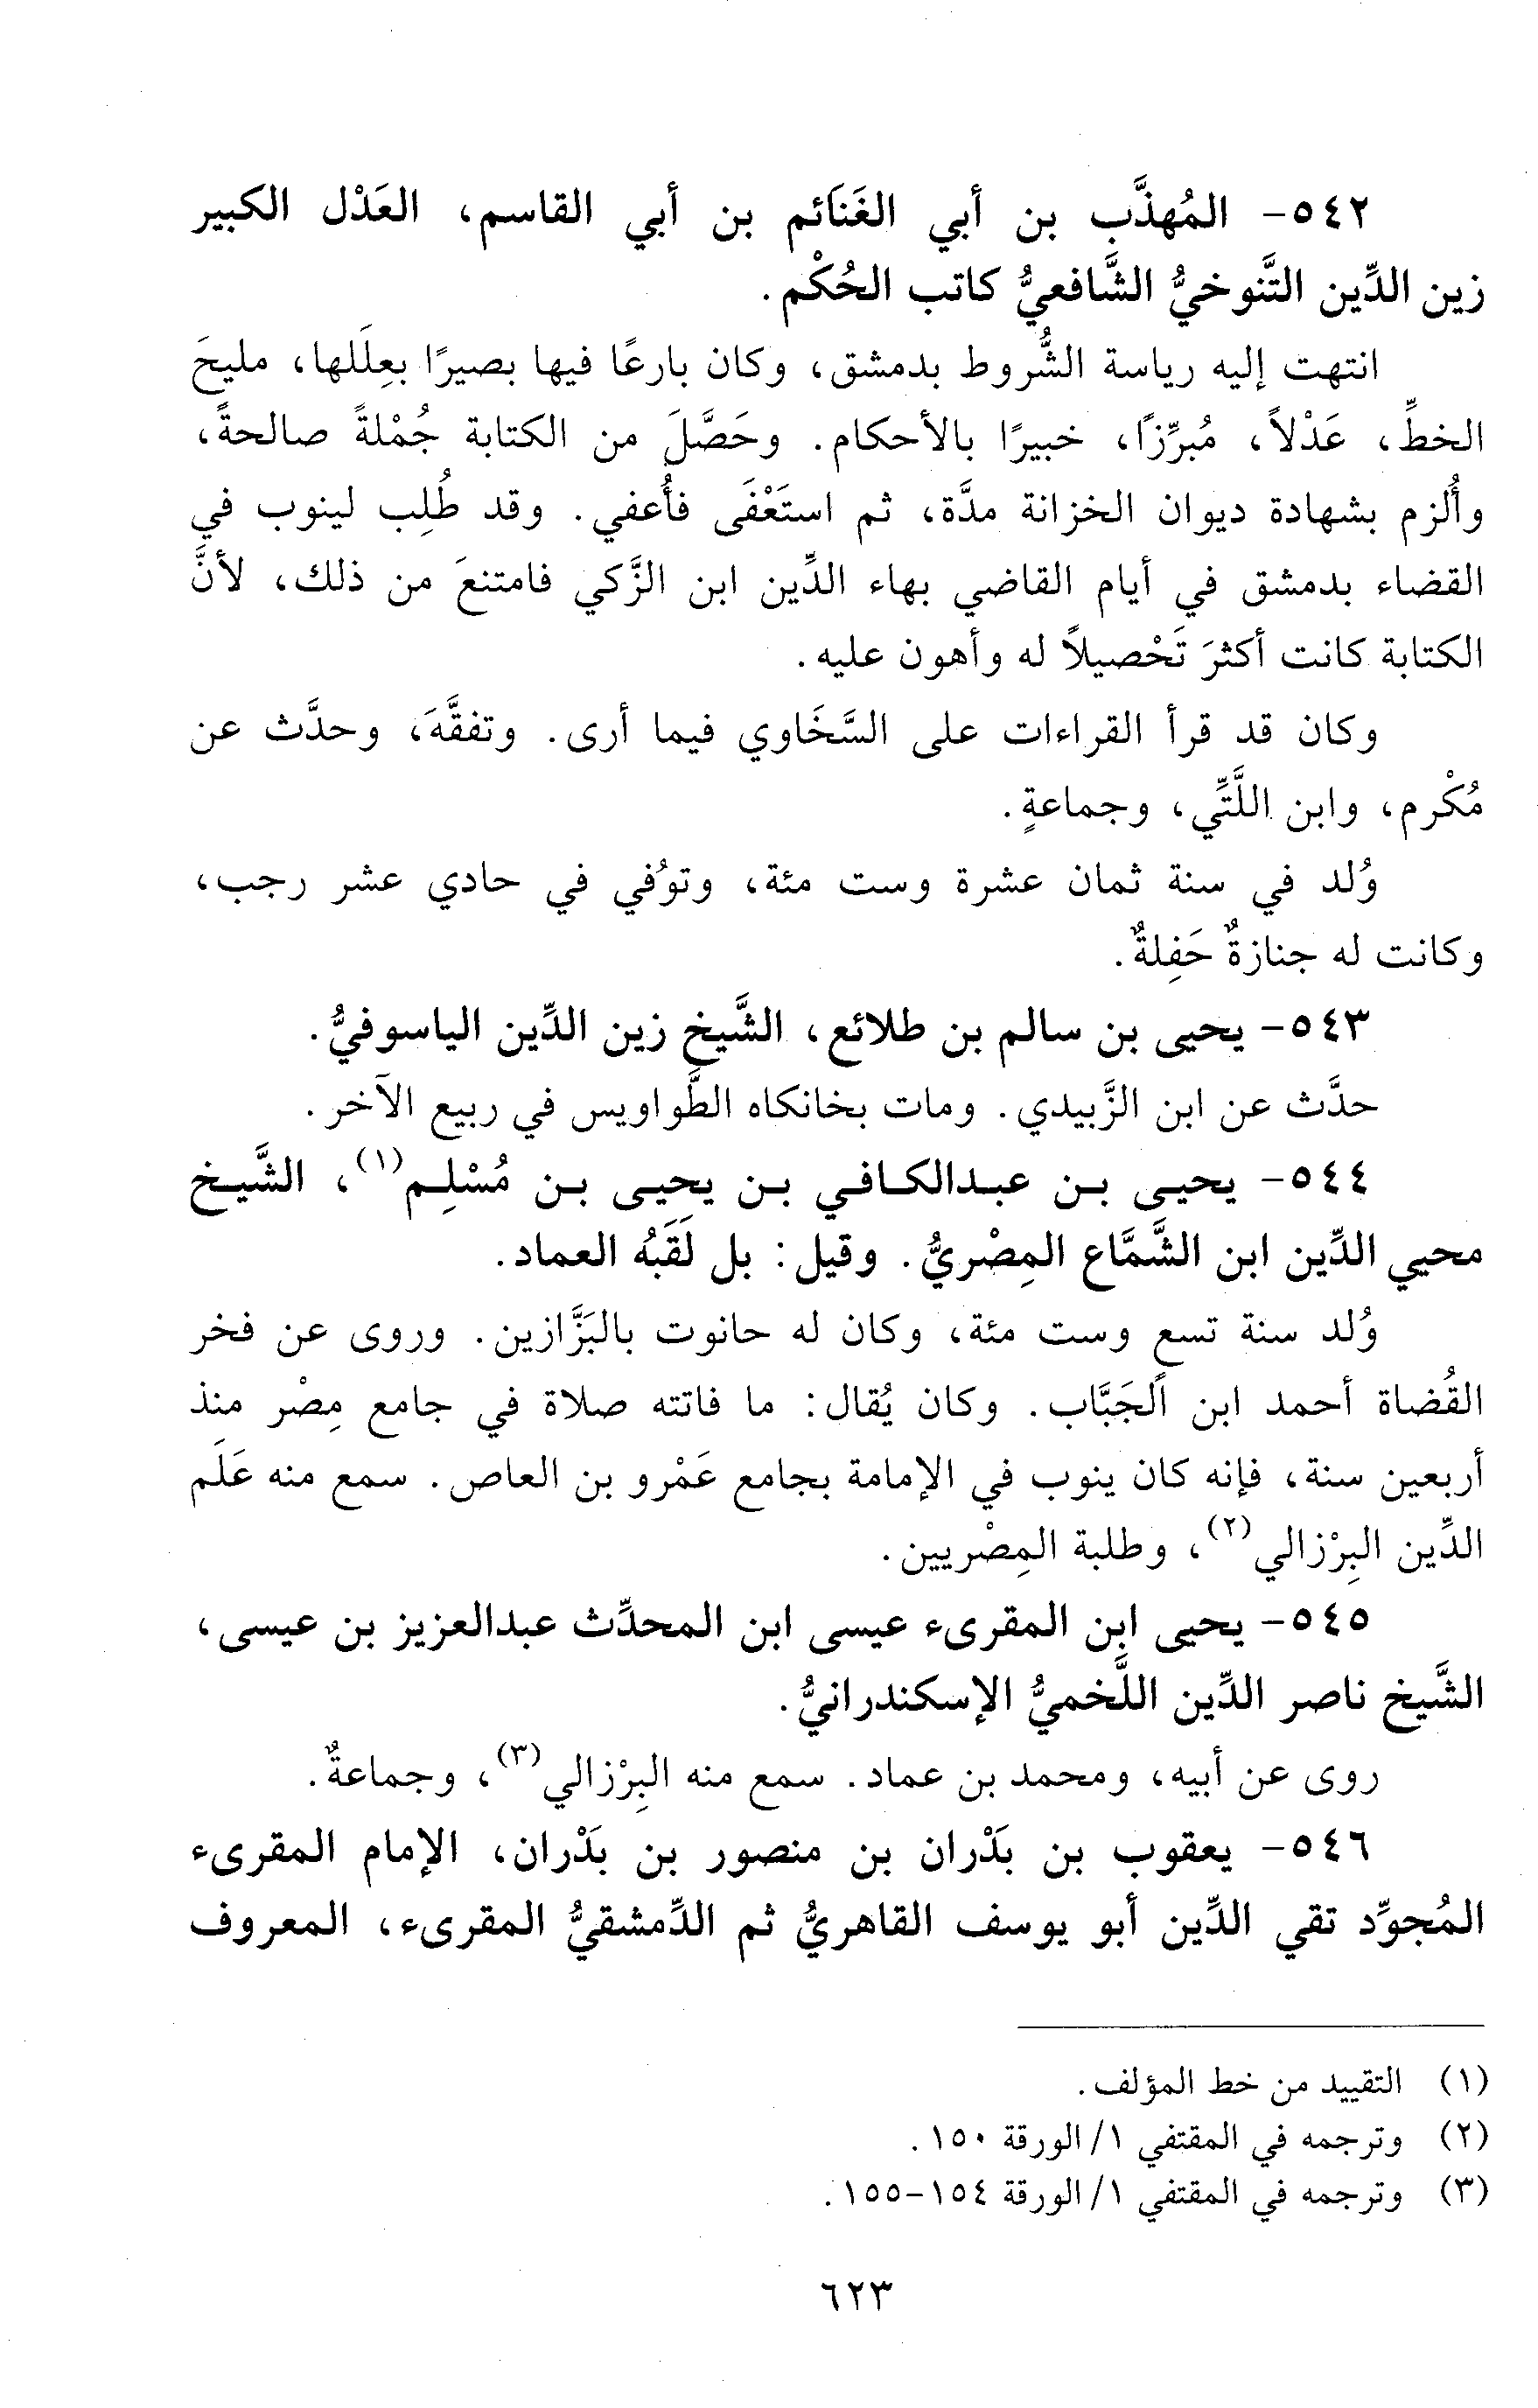 ٥٤٢- المُهذَّب بن أبي الغَنَائم بن أبي القاسم، العَدْل الكبير
زين الدِّين التَّنوخيُّ الشَّافعيُّ كاتب الحُكْم.
انتهت إليه رياسة الشُّروط بدمشق، وكان بارعًا فيها بصيرًا بعِلَلها، مليحَ
الخطِّ، عَدْلاً، مُبرِّزًا، خبيرًا بالأحكام. وحَصَّلَ من الكتابة جُمْلةً صالحةً،
وأُلزم بشهادة ديوان الخزانة مدَّة، ثم استَعْفَى فأُعفي. وقد طُلِب لينوب في
القضاء بدمشق في أيام القاضي بهاء الدِّين ابن الزَّكي فامتنعَ من ذلك، لأنَّ
الكتابة كانت أكثرَ تَحْصيلاً له وأهون عليه.
وكان قد قرأ القراءات على السَّخَاوي فيما أرى. وتفقَّهَ، وحدَّث عن
مُكْرم، وابن اللَّتِّي، وجماعةٍ.
وُلد في سنة ثمان عشرة وست مئة، وتوُفي في حادي عشر رجب،
وكانت له جنازةٌ حَفِلةٌ.
٥٤٣- يحيى بن سالم بن طلائع، الشَّيخ زين الدِّين الياسوفيُّ.
حدَّث عن ابن الزَّبيدي. ومات بخانكاه الطَّواويس في ربيع الآخر.
٥٤٤- يحيى بن عبدالكافي بن يحيى بن مُسْلِم(١)، الشَّيخ
محيي الدِّين ابن الشَّمَّاع المِصْريُّ. وقيل: بل لَقَبُه العماد.
وُلد سنة تسع وست مئة، وكان له حانوت بالبَزَّازين. وروى عن فخر
القُضاة أحمد ابن الجَبَّاب. وكان يُقال: ما فاتته صلاة في جامع مِصْر منذ
أربعين سنة، فإنه كان ينوب في الإمامة بجامع عَمْرو بن العاص. سمع منه عَلَم
الدِّين البِرْزالي(٢)، وطلبة المِصْريين.
٥٤٥- يحيى ابن المقرىء عيسى ابن المحدِّث عبدالعزيز بن عيسى،
الشَّيخ ناصر الدِّين اللَّخميُّ الإسكندرانيُّ.
روى عن أبيه، ومحمد بن عماد. سمع منه البِرْزالي(٣)، وجماعةٌ.
٥٤٦- يعقوب بن بَدْران بن منصور بن بَدْران، الإمام المقرىء
المُجوِّد تقي الدِّين أبو يوسف القاهريُّ ثم الدِّمشقيُّ المقرىء، المعروف
(١) التقييد من خط المؤلف.
(٢) وترجمه في المقتفي ١/ الورقة ١٥٠.
(٣) وترجمه في المقتفي ١/ الورقة ١٥٤-١٥٥.
٦٢٣